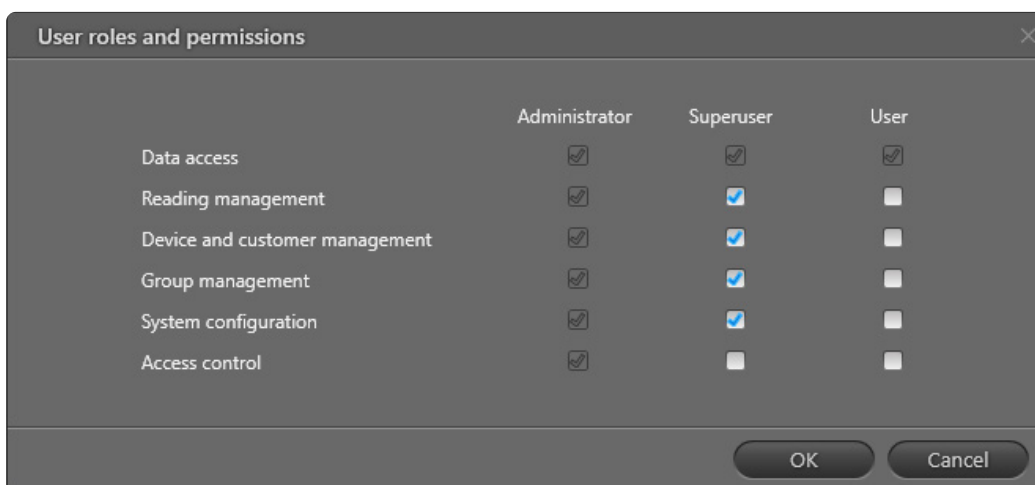 User roles and permissions
Administrator Superuser User
Data access
Reading management
Device and customer management
Group management
System configuration
Access control
OK Cancel